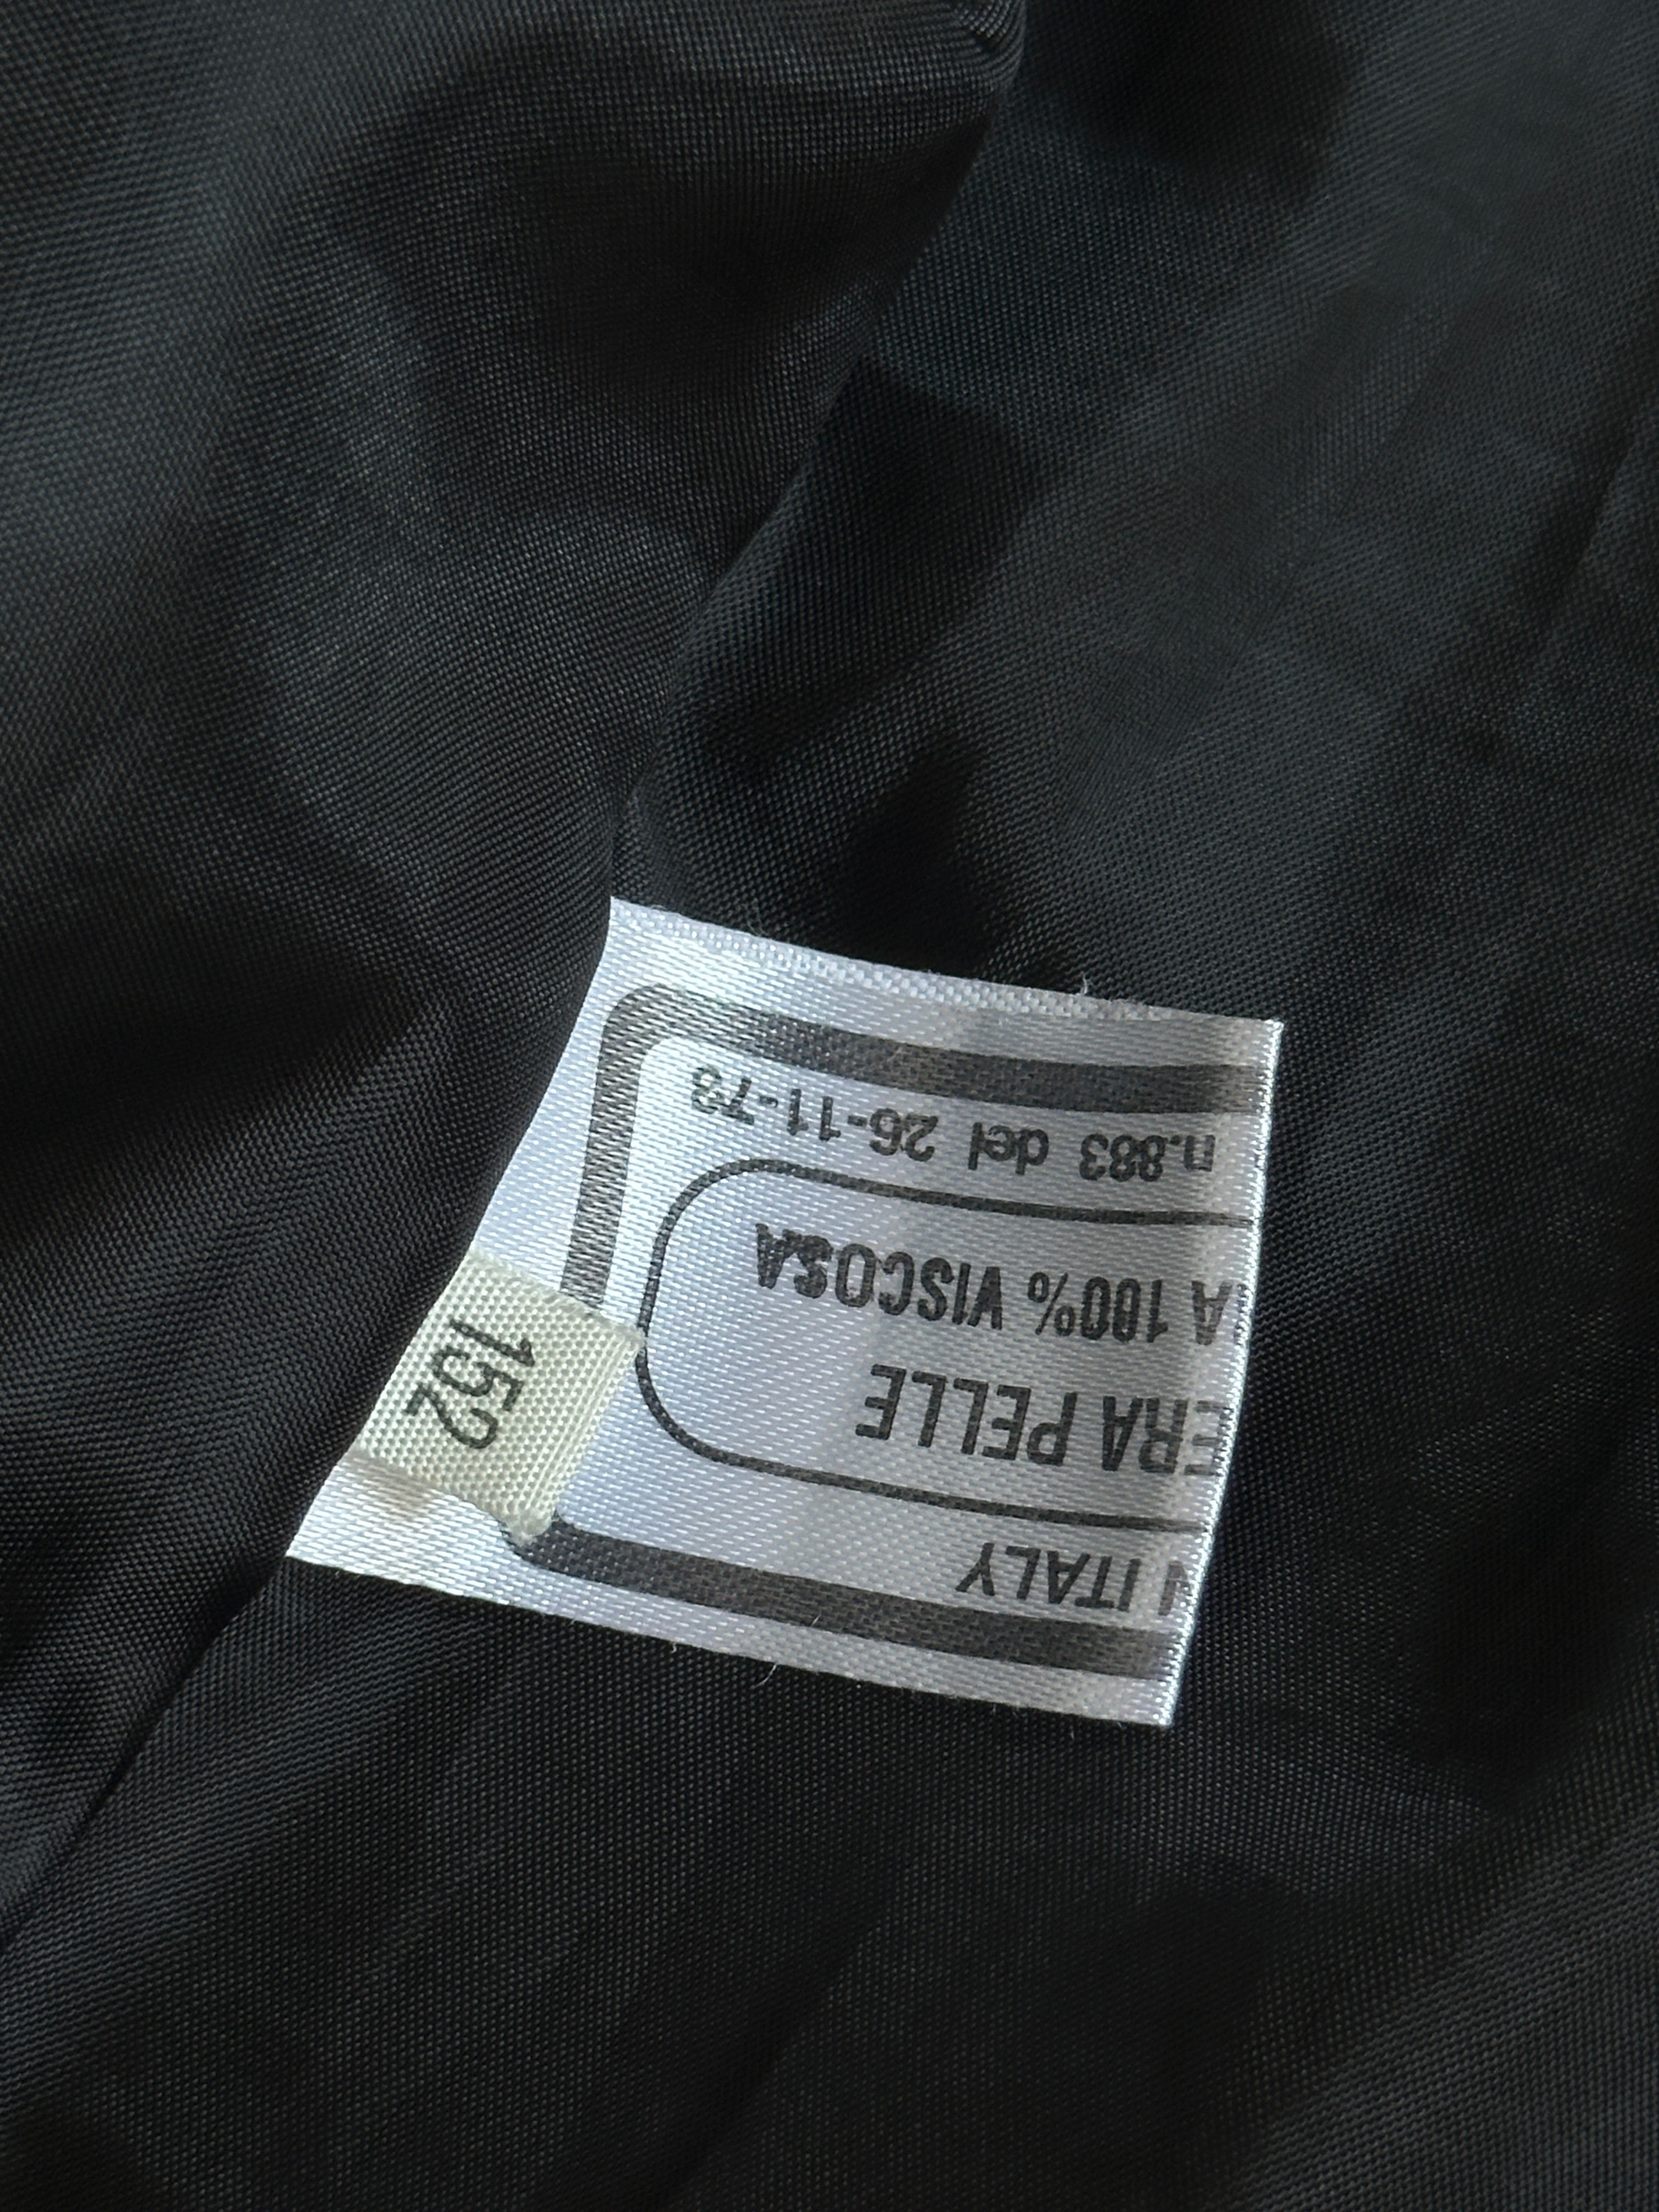 N ITALY
ERA PELLE
A 100% VISCOSA
n.883 del 26-11-73
152